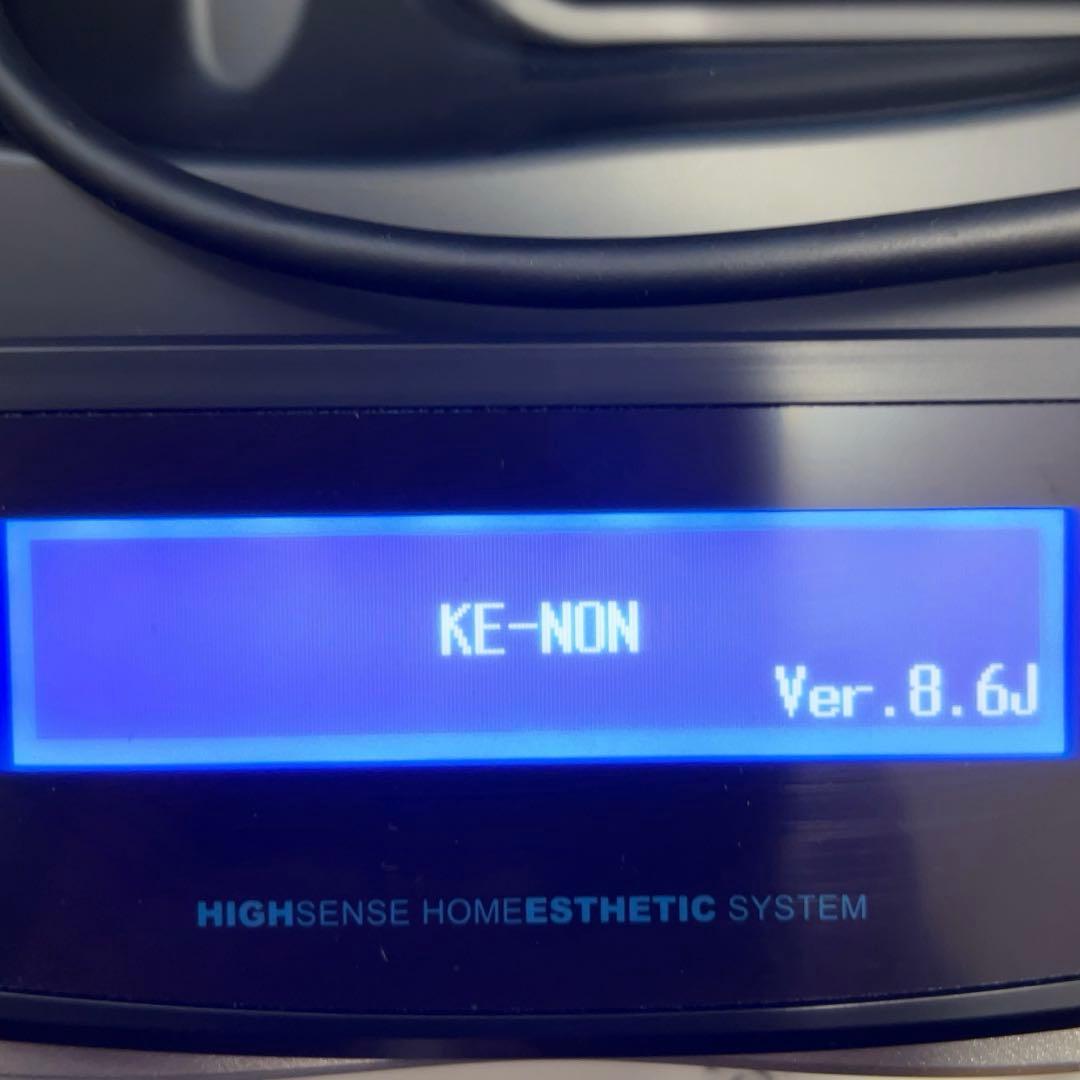 KE-NON
Ver.8.6J
HIGHSENSE HOMEESTHETIC SYSTEM